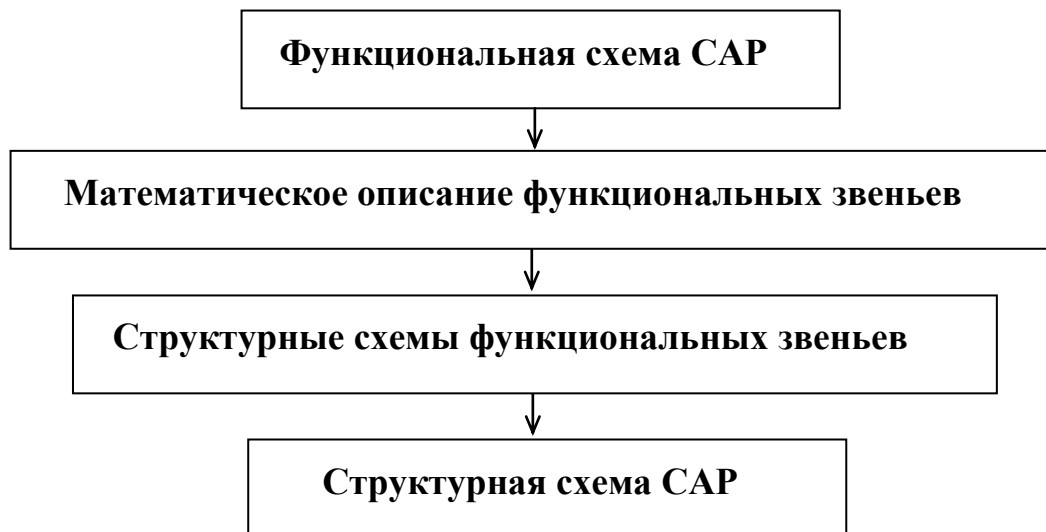 Функциональная схема САР
Математическое описание функциональных звеньев
Структурные схемы функциональных звеньев
Структурная схема САР